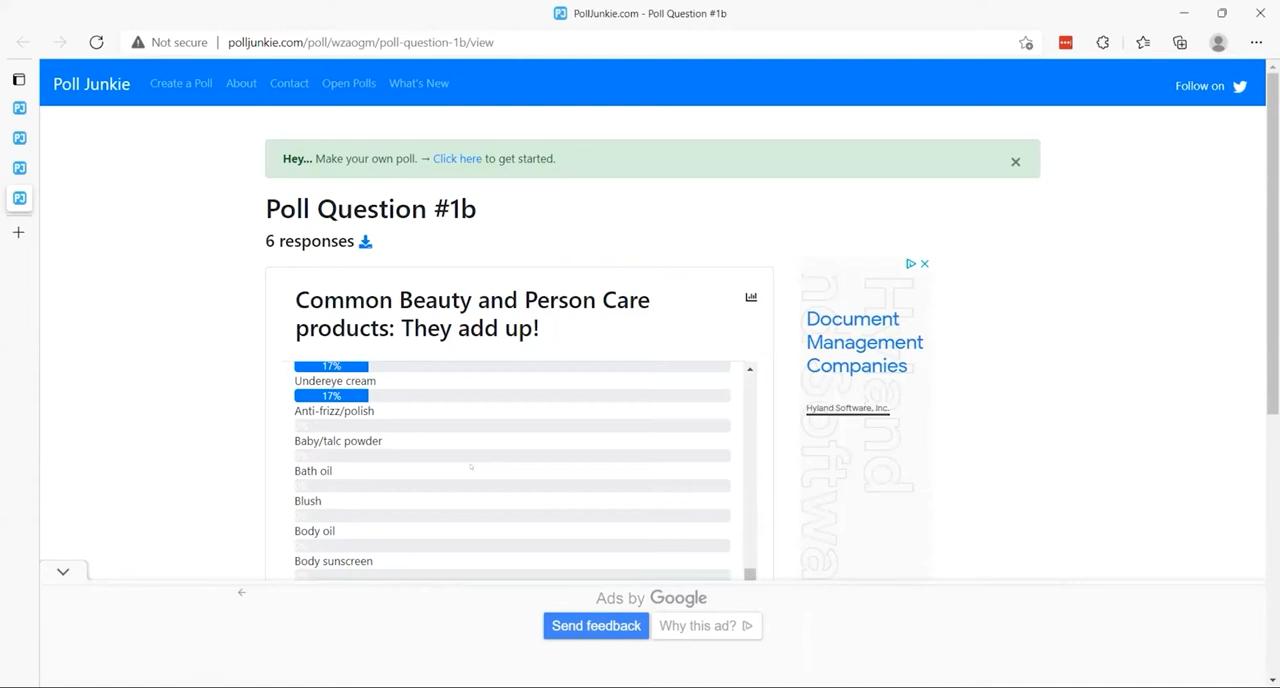 PollJunkie.com - Poll Question #1b
Not secure polljunkie.com/poll/wzaogm/poll-question-1b/view
Poll Junkie Create a Poll About Contact Open Polls What's New Follow on
Hey... Make your own poll. → Click here to get started. ×
Poll Question #1b
6 responses
Common Beauty and Person Care
products: They add up!
17%
Undereye cream
17%
Anti-frizz/polish
Baby/talc powder
Bath oil
Blush
Body oil
Body sunscreen
Document
Management
Companies
Hyland Software, Inc.
Ads by Google
Send feedback Why this ad?